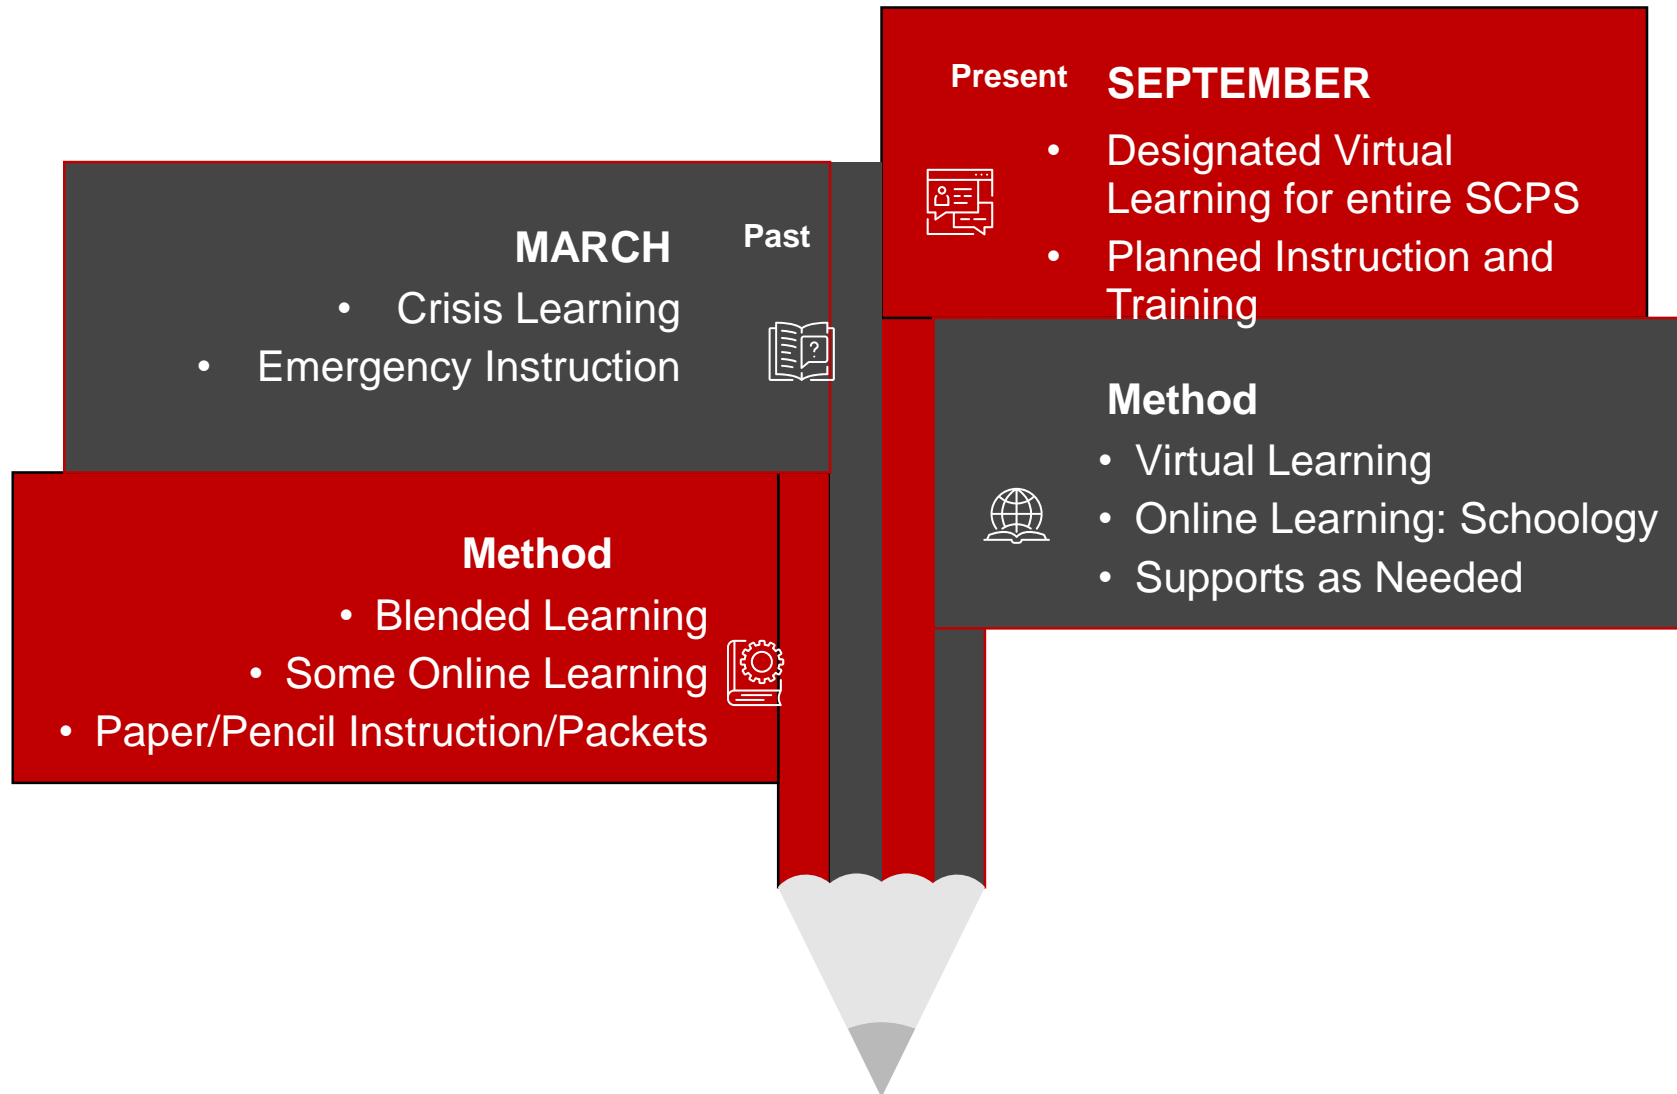 Past
MARCH
• Crisis Learning
• Emergency Instruction
Method
• Blended Learning
• Some Online Learning
• Paper/Pencil Instruction/Packets
Present
SEPTEMBER
• Designated Virtual
Learning for entire SCPS
• Planned Instruction and
Training
Method
• Virtual Learning
• Online Learning: Schoology
• Supports as Needed
?